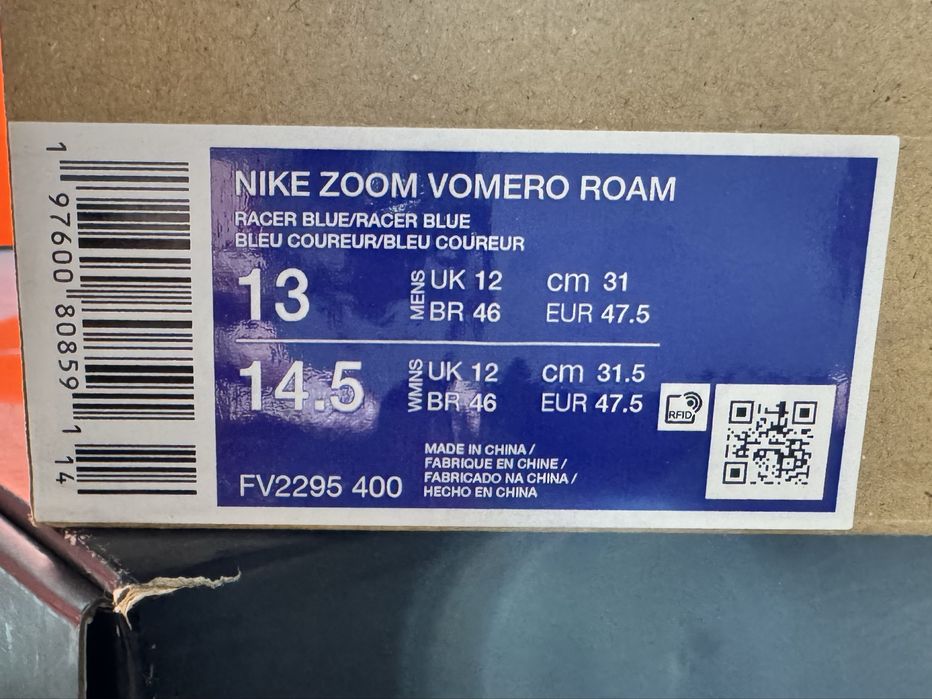 NIKE ZOOM VOMERO ROAM
RACER BLUE/RACER BLUE
BLEU COUREUR/BLEU COUREUR
13
MENS
UK 12 cm 31
BR 46 EUR 47.5
14.5
WMNS
UK 12 cm 31.5
BR 46 EUR 47.5
RFID
MADE IN CHINA /
FABRIQUE EN CHINE /
FABRICADO NA CHINA /
HECHO EN CHINA
FV2295 400
1 97600 80859 1 14